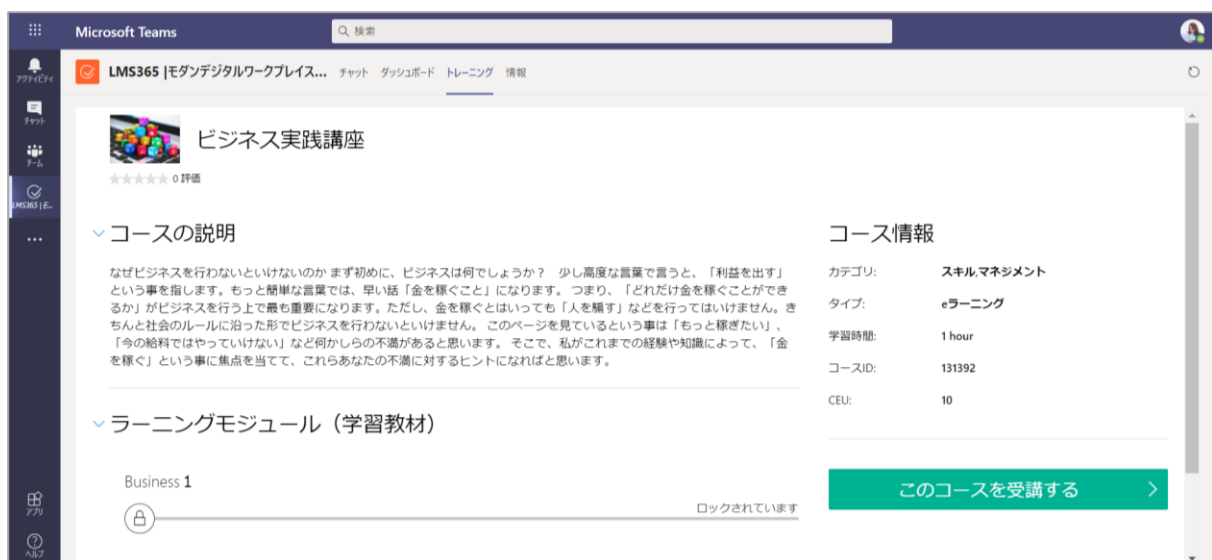 Microsoft Teams
検索
アクティビティ
チャット
チーム
LMS365 | モ...
アプリ
ヘルプ
LMS365 |モダンデジタルワークプレイス... チャット ダッシュボード トレーニング 情報
ビジネス実践講座
0 評価
コースの説明
なぜビジネスを行わないといけないのか まず初めに、ビジネスは何でしょうか？ 少し高度な言葉で言うと、「利益を出す」
という事を指します。もっと簡単な言葉では、早い話「金を稼ぐこと」になります。 つまり、「どれだけ金を稼ぐことができ
るか」がビジネスを行う上で最も重要になります。ただし、金を稼ぐとはいっても「人を騙す」などを行ってはいけません。き
ちんと社会のルールに沿った形でビジネスを行わないといけません。 このページを見ているという事は「もっと稼ぎたい」、
「今の給料ではやっていけない」など何かしらの不満があると思います。 そこで、私がこれまでの経験や知識によって、「金
を稼ぐ」という事に焦点を当てて、これらあなたの不満に対するヒントになればと思います。
ラーニングモジュール（学習教材）
Business 1
ロックされています
コース情報
カテゴリ: スキル,マネジメント
タイプ: eラーニング
学習時間: 1 hour
コースID: 131392
CEU: 10
このコースを受講する